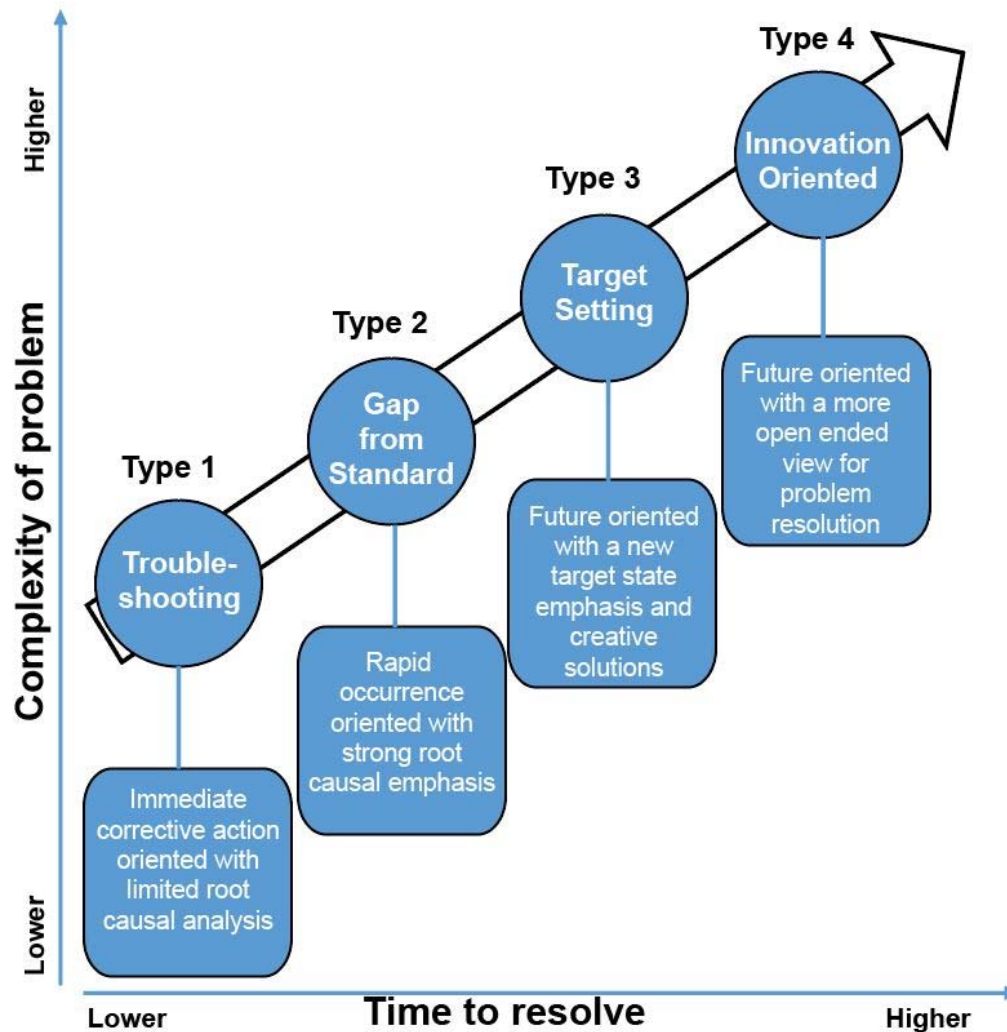 Type 4
Higher
Innovation
Oriented
Type 3
Target
Setting
Type 2
Future oriented
with a more
open ended
view for
problem
resolution
Gap
from
Standard
Type 1
Complexity of problem
Future oriented
with a new
target state
emphasis and
creative
solutions
Trouble-
shooting
Rapid
occurrence
oriented with
strong root
causal emphasis
Immediate
corrective action
oriented with
limited root
causal analysis
Lower
Lower
Time to resolve
Higher